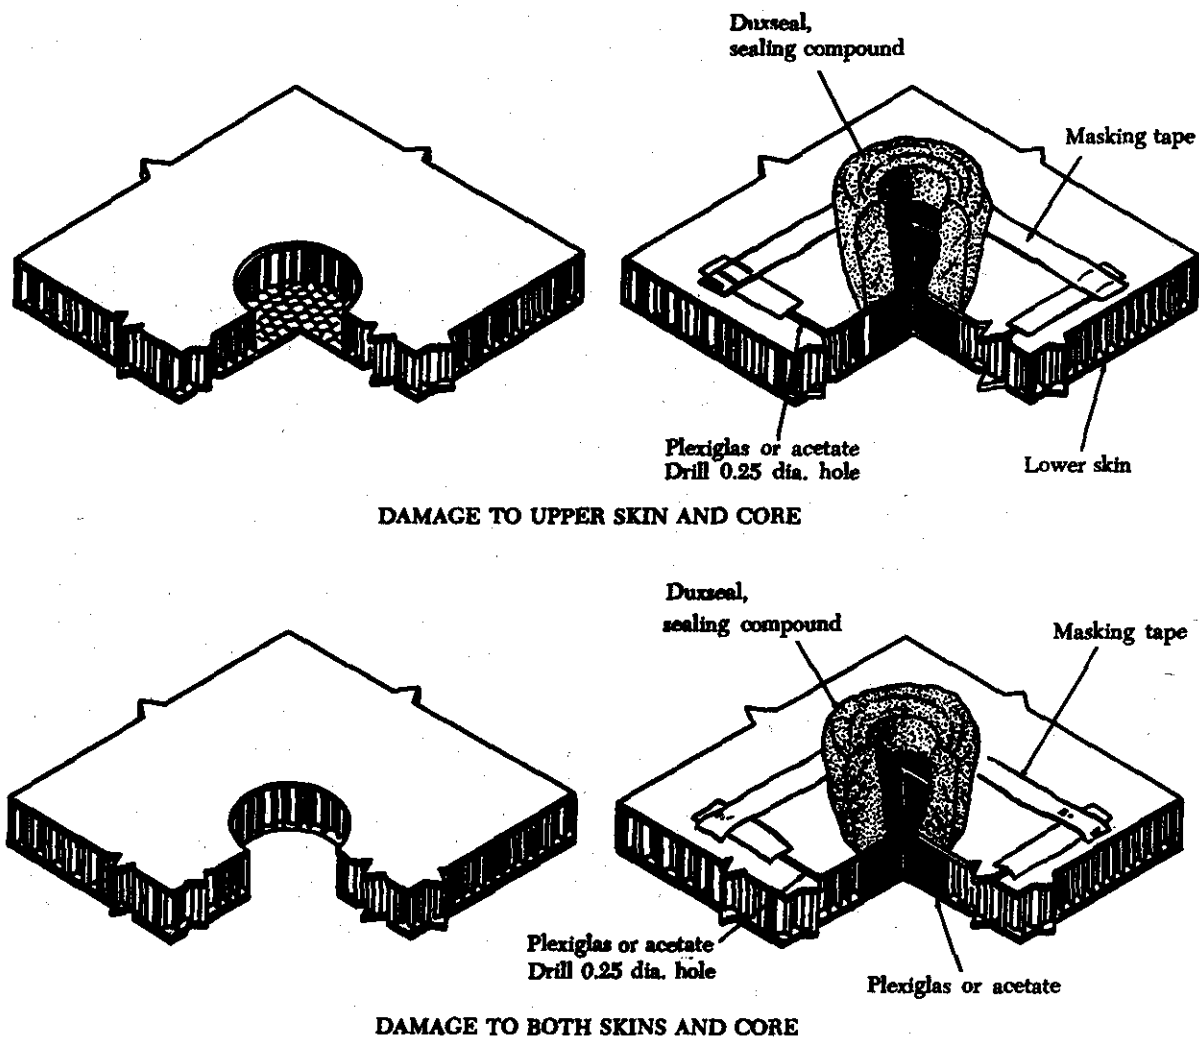 Duxseal,
sealing compound
Masking tape
Plexiglas or acetate
Drill 0.25 dia. hole
Lower skin
DAMAGE TO UPPER SKIN AND CORE
Duxseal,
sealing compound
Masking tape
Plexiglas or acetate
Drill 0.25 dia. hole
Plexiglas or acetate
DAMAGE TO BOTH SKINS AND CORE